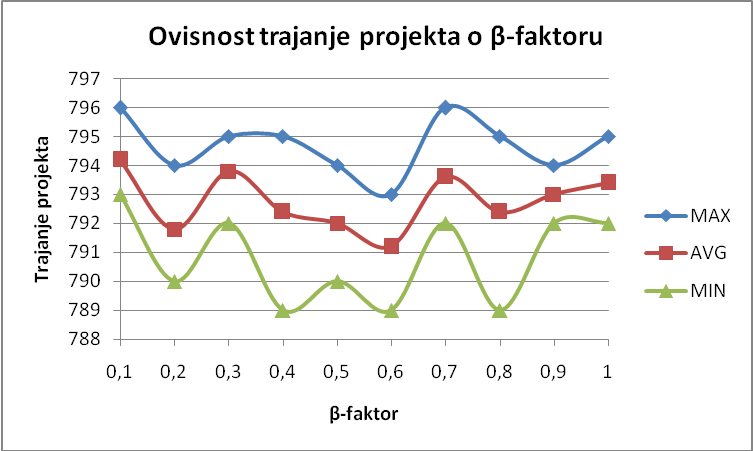 Ovisnost trajanje projekta o β-faktoru
797
796
795
794
793
792
791
790
789
788
Trajanje projekta
0,1 0,2 0,3 0,4 0,5 0,6 0,7 0,8 0,9 1
β-faktor
MAX
AVG
MIN